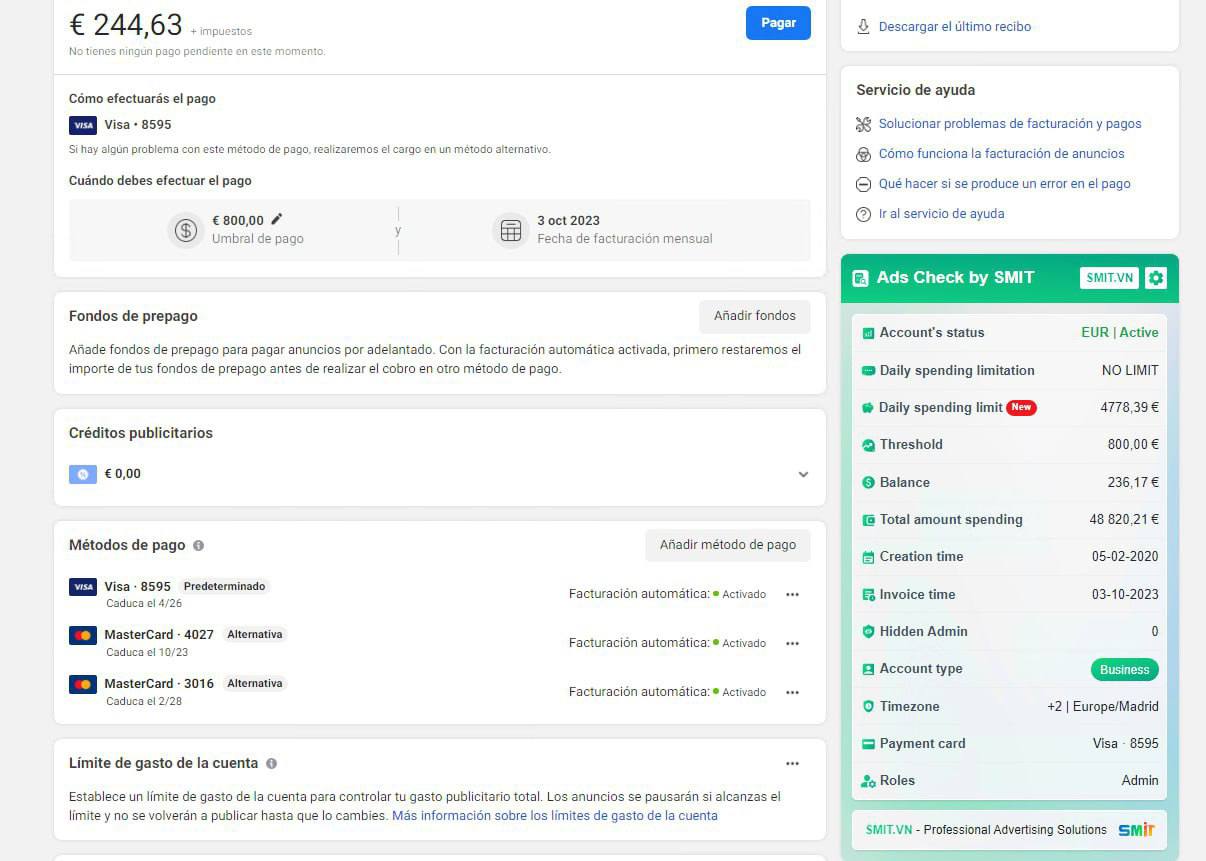 € 244,63 + impuestos
Pagar
No tienes ningún pago pendiente en este momento.
Cómo efectuarás el pago
VISA Visa • 8595
Si hay algún problema con este método de pago, realizaremos el cargo en un método alternativo.
Cuándo debes efectuar el pago
€ 800,00
Umbral de pago
y
3 oct 2023
Fecha de facturación mensual
Fondos de prepago
Añadir fondos
Añade fondos de prepago para pagar anuncios por adelantado. Con la facturación automática activada, primero restaremos el
importe de tus fondos de prepago antes de realizar el cobro en otro método de pago.
Créditos publicitarios
€ 0,00
Métodos de pago
Añadir método de pago
VISA Visa · 8595 Predeterminado
Caduca el 4/26
Facturación automática: Activado
MasterCard · 4027 Alternativa
Caduca el 10/23
Facturación automática: Activado
MasterCard · 3016 Alternativa
Caduca el 2/28
Facturación automática: Activado
Límite de gasto de la cuenta
Establece un límite de gasto de la cuenta para controlar tu gasto publicitario total. Los anuncios se pausarán si alcanzas el
límite y no se volverán a publicar hasta que lo cambies. Más información sobre los límites de gasto de la cuenta
Descargar el último recibo
Servicio de ayuda
Solucionar problemas de facturación y pagos
Cómo funciona la facturación de anuncios
Qué hacer si se produce un error en el pago
Ir al servicio de ayuda
Ads Check by SMIT SMIT.VN
Account's status EUR | Active
Daily spending limitation NO LIMIT
Daily spending limit New 4778,39 €
Threshold 800,00 €
Balance 236,17 €
Total amount spending 48 820,21 €
Creation time 05-02-2020
Invoice time 03-10-2023
Hidden Admin 0
Account type Business
Timezone +2 | Europe/Madrid
Payment card Visa · 8595
Roles Admin
SMIT.VN - Professional Advertising Solutions SMIT